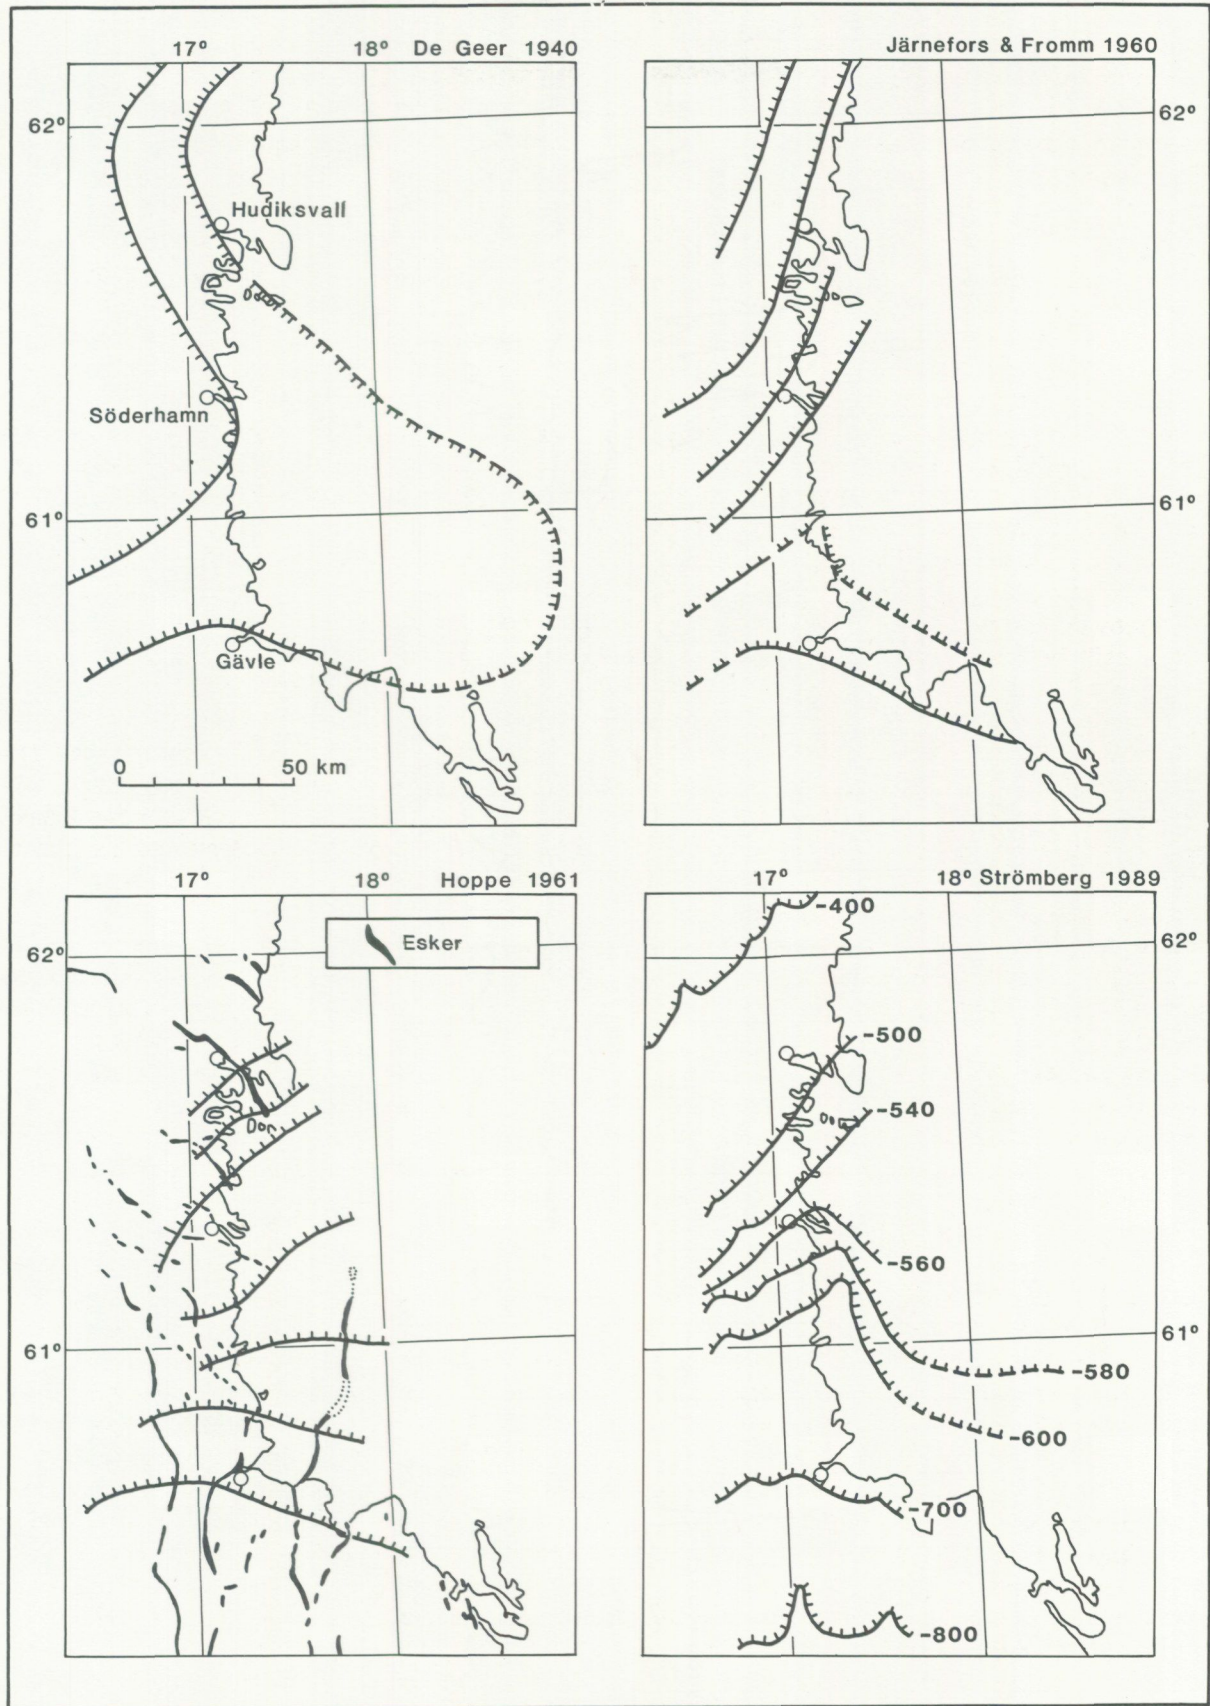 17° 18° De Geer 1940
62°
Hudiksvall
Söderhamn
61°
Gävle
0 50 km
Järnefors & Fromm 1960
62°
61°
17° 18° Hoppe 1961
Esker
62°
61°
17° 18° Strömberg 1989
-400
62°
-500
-540
-560
61°
-580
-600
-700
-800